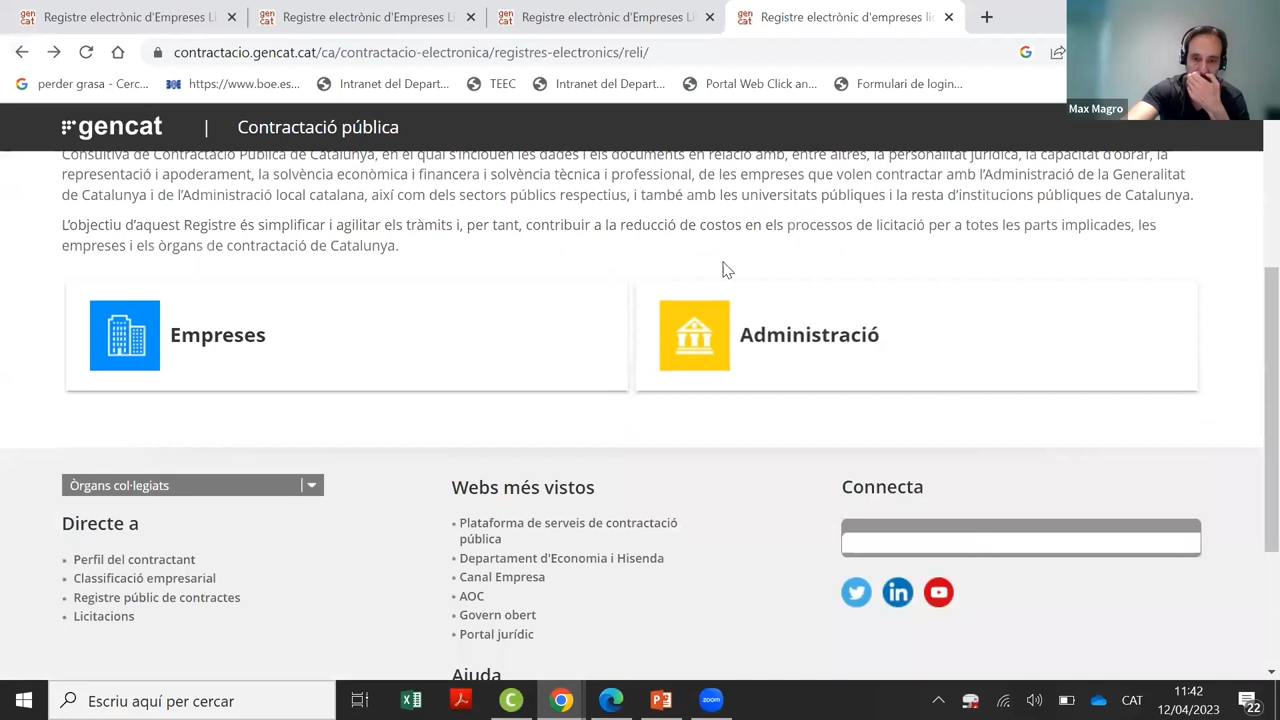 Registre electrònic d'Empreses Li
Registre electrònic d'Empreses Li
Registre electrònic d'Empreses Li
Registre electrònic d'empreses lic
contractacio.gencat.cat/ca/contractacio-electronica/registres-electronics/reli/
perder grasa - Cerc...
https://www.boe.es...
Intranet del Depart...
TEEC
Intranet del Depart...
Portal Web Click an...
Formulari de login...
Max Magro
gencat | Contractació pública
Consultiva de Contractació Pública de Catalunya, en el qual s'inclouen les dades i els documents en relació amb, entre altres, la personalitat jurídica, la capacitat d'obrar, la
representació i apoderament, la solvència econòmica i financera i solvència tècnica i professional, de les empreses que volen contractar amb l'Administració de la Generalitat
de Catalunya i de l'Administració local catalana, així com dels sectors públics respectius, i també amb les universitats públiques i la resta d'institucions públiques de Catalunya.
L'objectiu d'aquest Registre és simplificar i agilitar els tràmits i, per tant, contribuir a la reducció de costos en els processos de licitació per a totes les parts implicades, les
empreses i els òrgans de contractació de Catalunya.
Empreses
Administració
Òrgans col·legiats
Directe a
Perfil del contractant
Classificació empresarial
Registre públic de contractes
Licitacions
Webs més vistos
Plataforma de serveis de contractació
pública
Departament d'Economia i Hisenda
Canal Empresa
AOC
Govern obert
Portal jurídic
Ajuda
Connecta
Escriu aquí per cercar
zoom
CAT
11:42
12/04/2023
22